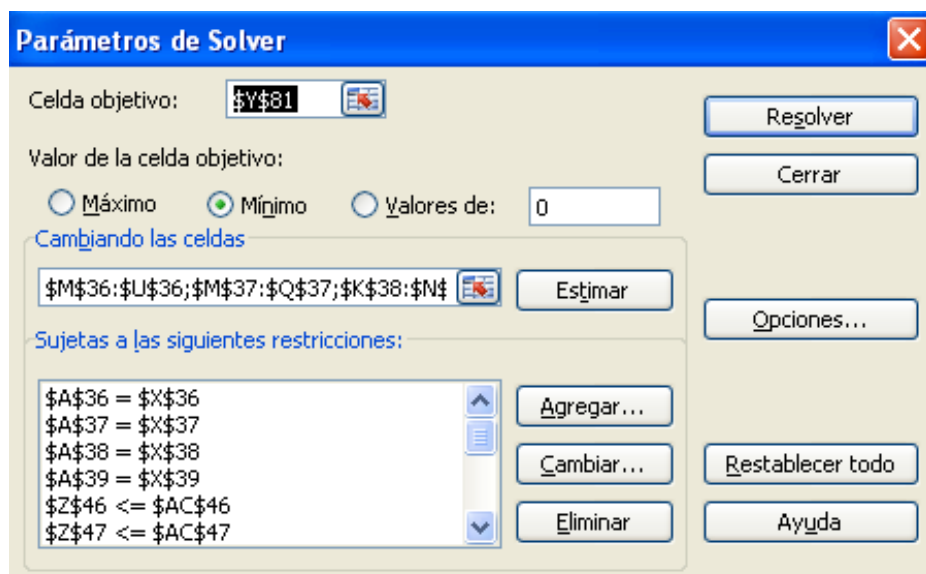 Parámetros de Solver
Celda objetivo: $Y$81
Resolver
Valor de la celda objetivo:
Cerrar
Máximo Mínimo Valores de: 0
Cambiando las celdas
$M$36:$U$36;$M$37:$Q$37;$K$38:$N$ Estimar
Opciones...
Sujetas a las siguientes restricciones:
$A$36 = $X$36
$A$37 = $X$37
$A$38 = $X$38
$A$39 = $X$39
$Z$46 <= $AC$46
$Z$47 <= $AC$47
Agregar...
Cambiar...
Eliminar
Restablecer todo
Ayuda